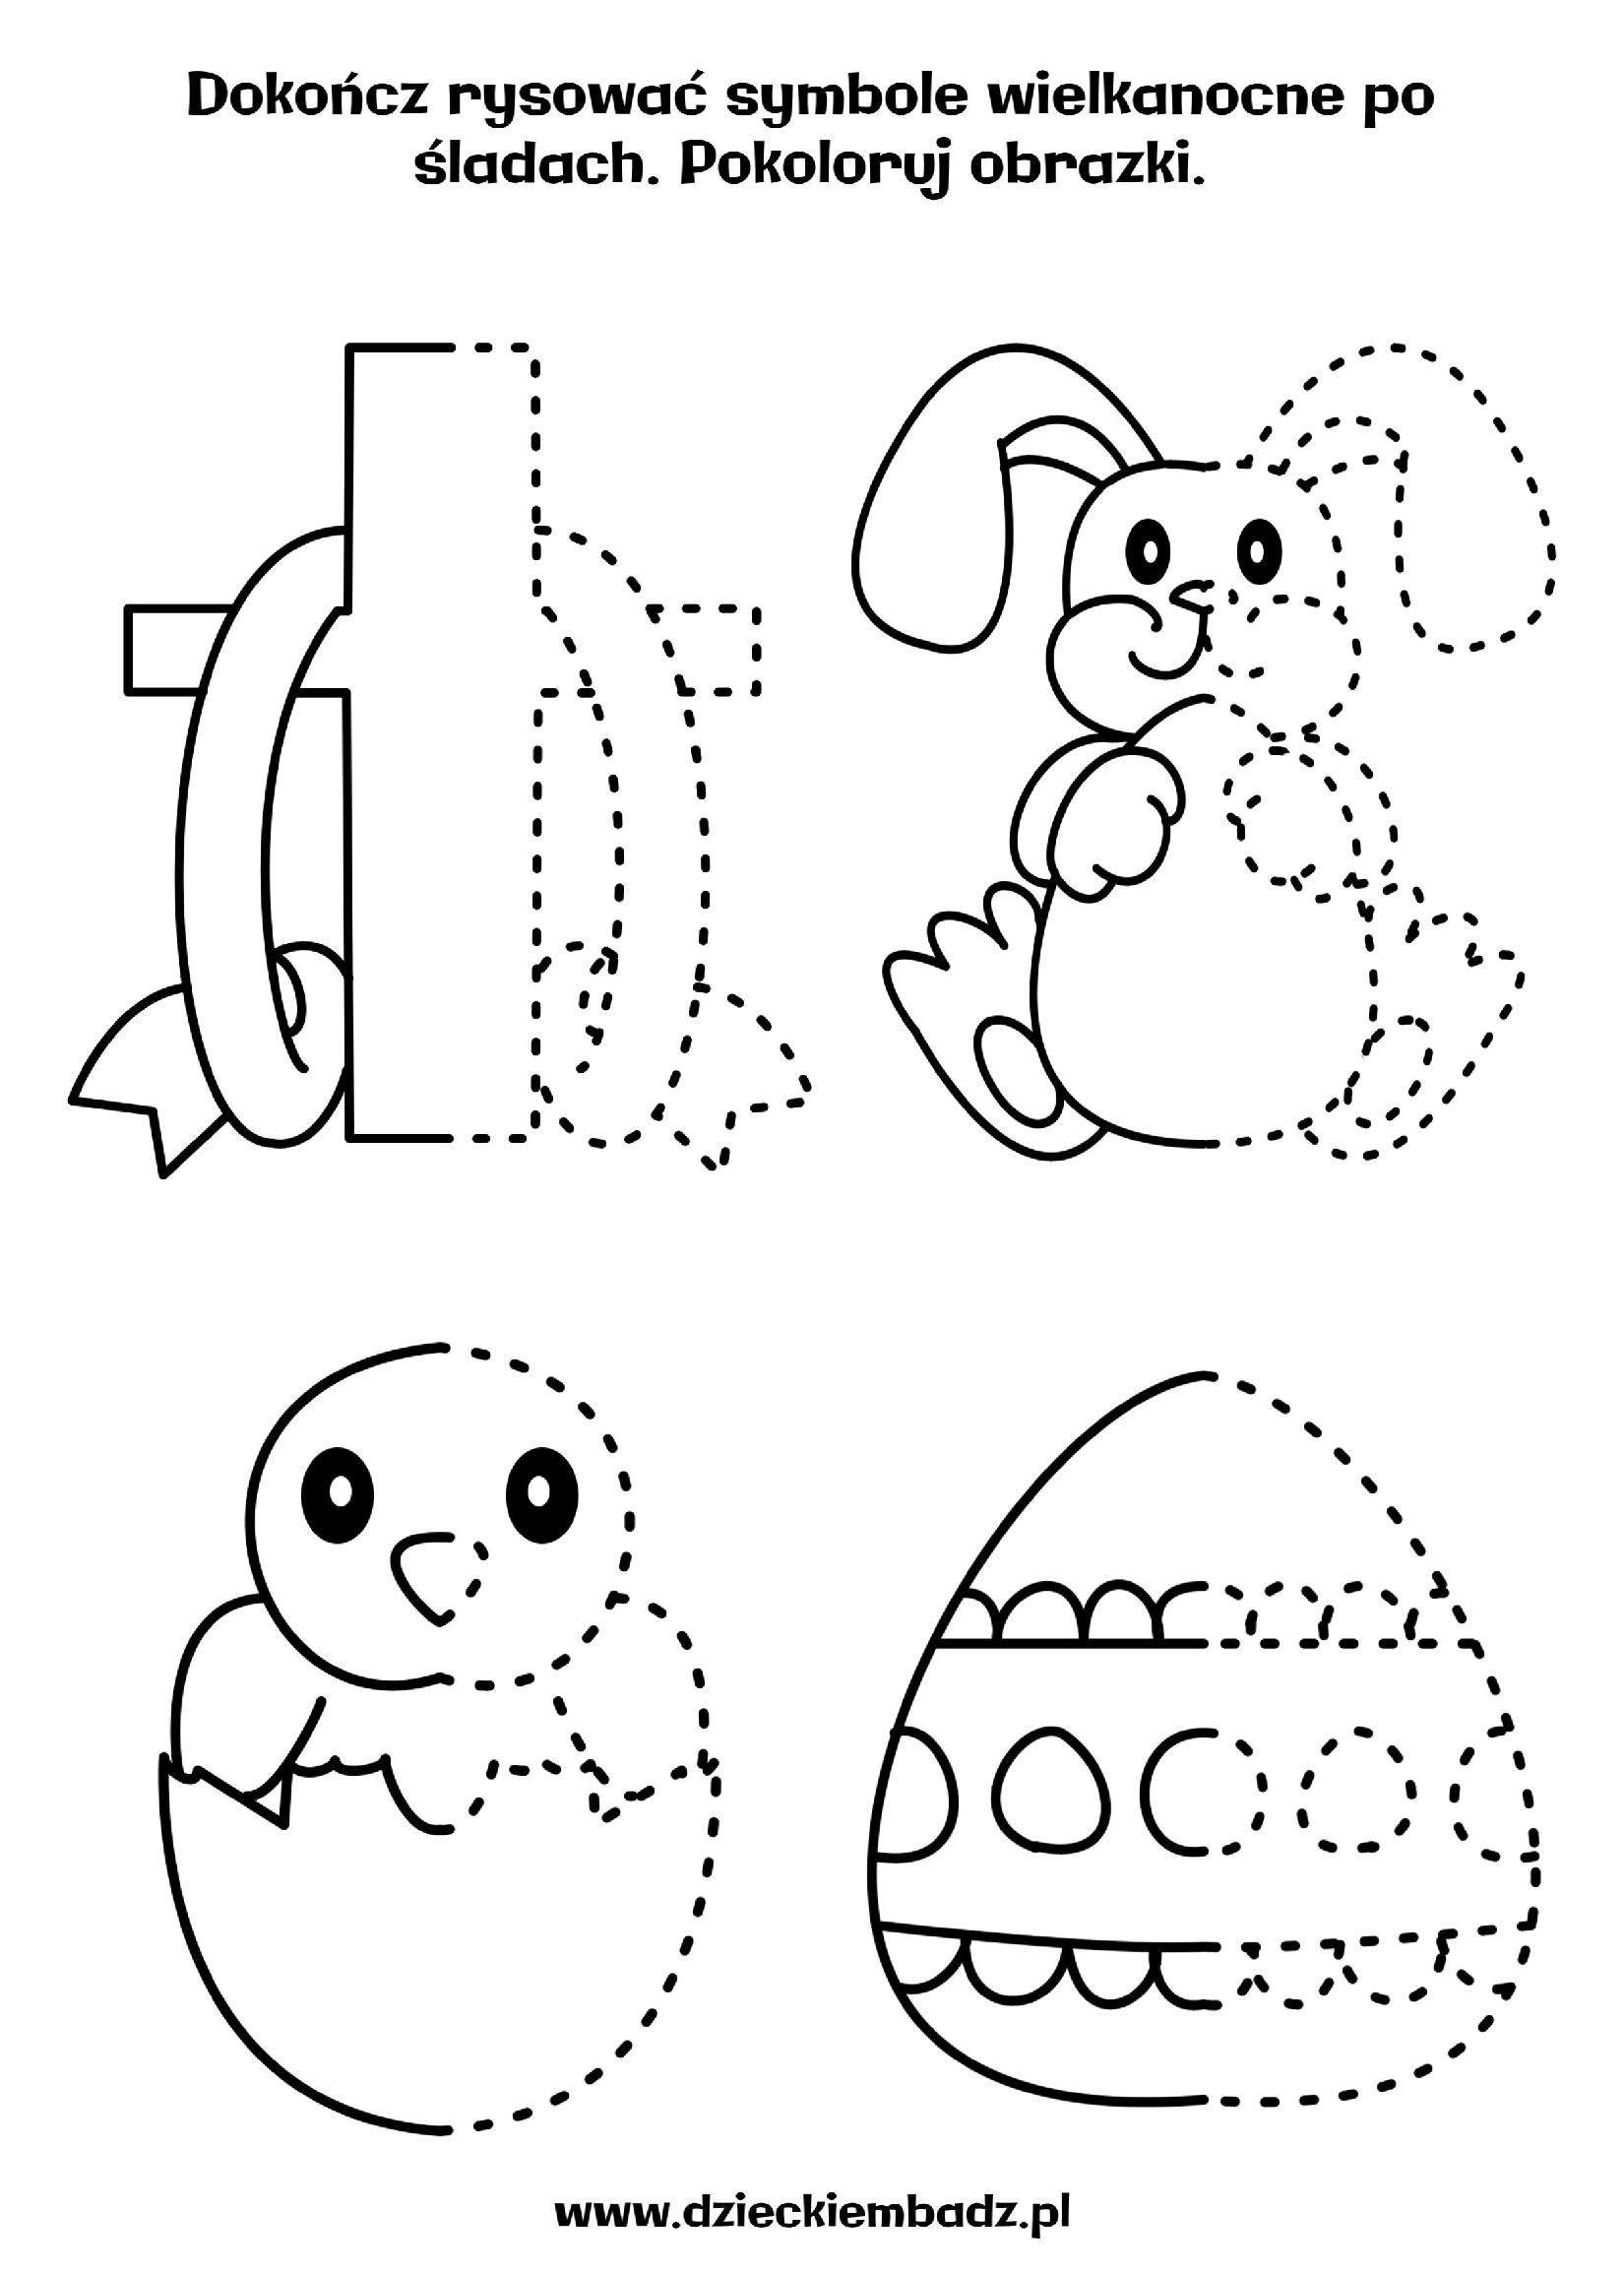 Dokończ rysować symbole wielkanocne po
śladach. Pokoloruj obrazki.
www.dzieckiembadz.pl